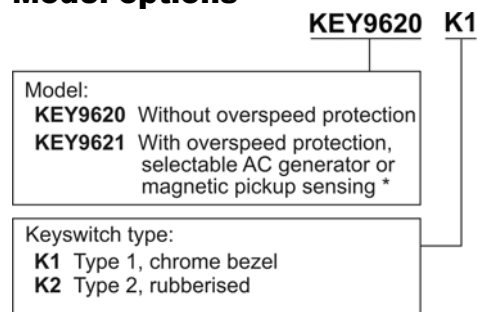 Model options
KEY9620 K1
Model:
KEY9620 Without overspeed protection
KEY9621 With overspeed protection,
selectable AC generator or
magnetic pickup sensing *
Keyswitch type:
K1 Type 1, chrome bezel
K2 Type 2, rubberised